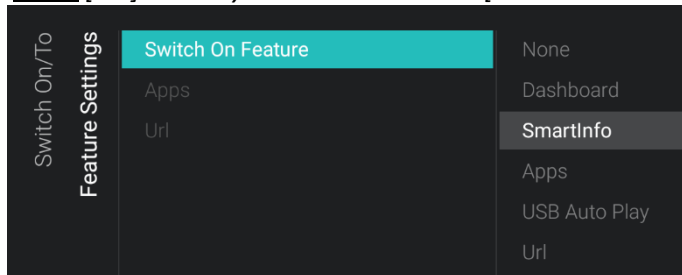 Switch On/To
Feature Settings
Switch On Feature
Apps
Url
None
Dashboard
SmartInfo
Apps
USB Auto Play
Url